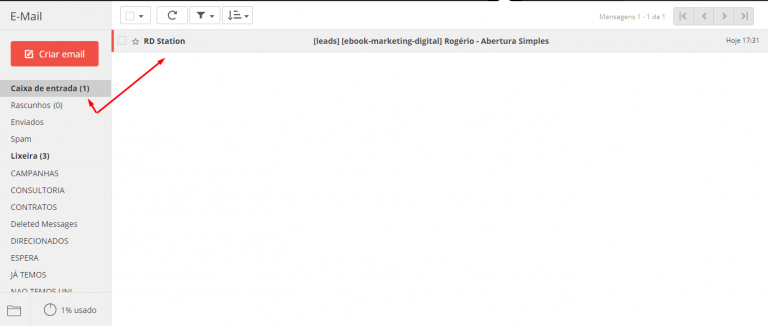 E-Mail
Mensagens 1 - 1 de 1
Criar email
RD Station [leads] [ebook-marketing-digital] Rogério - Abertura Simples Hoje 17:31
Caixa de entrada (1)
Rascunhos (0)
Enviados
Spam
Lixeira (3)
CAMPANHAS
CONSULTORIA
CONTRATOS
Deleted Messages
DIRECIONADOS
ESPERA
JÁ TEMOS
NAO TEMOS UNI
1% usado